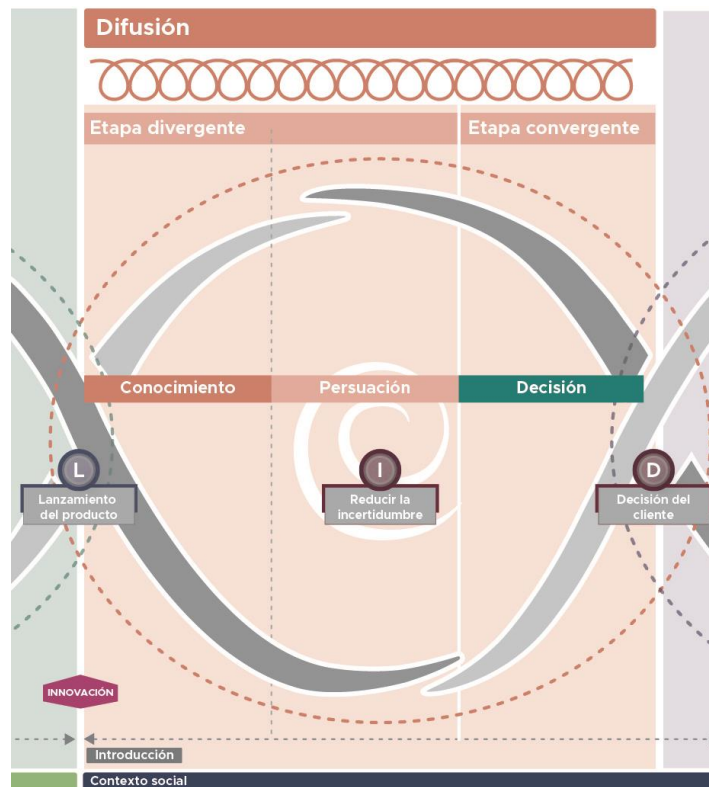 Difusión
Etapa divergente
Etapa convergente
Conocimiento
Persuación
Decisión
L
Lanzamiento
del producto
I
Reducir la
incertidumbre
D
Decisión del
cliente
INNOVACIÓN
Introducción
Contexto social